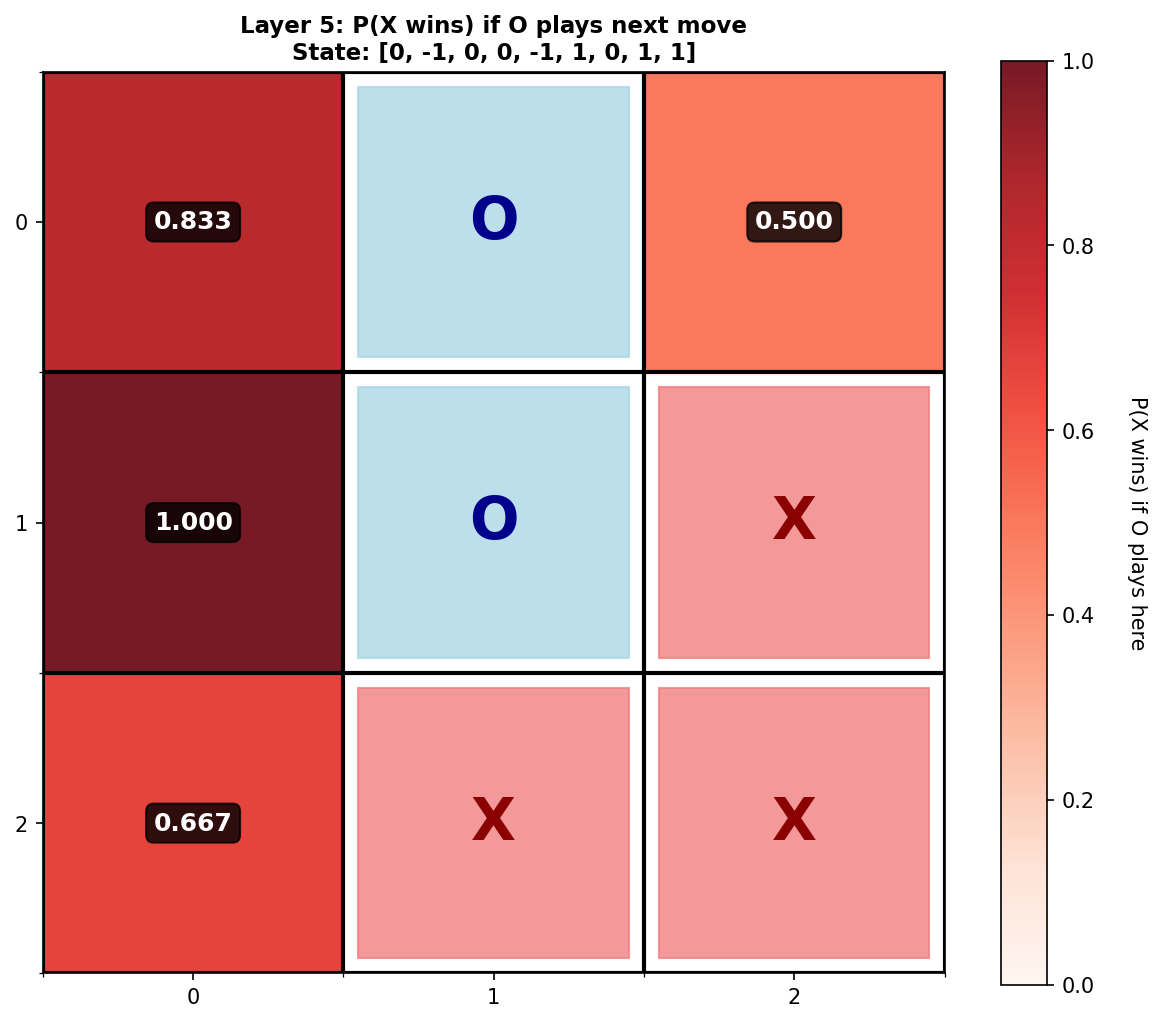 Layer 5: P(X wins) if O plays next move
State: [0, -1, 0, 0, -1, 1, 0, 1, 1]
0.833
O
0.500
1.000
O
X
0.667
X
X
0
1
2
0
1
2
1.0
0.8
0.6
0.4
0.2
0.0
P(X wins) if O plays here